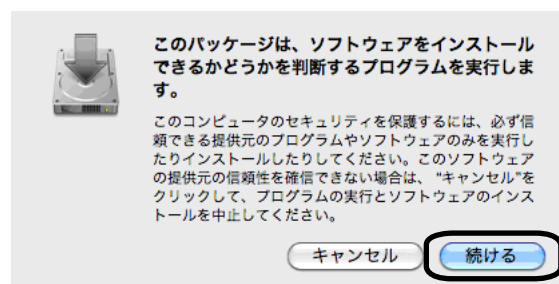 このパッケージは、ソフトウェアをインストール
できるかどうかを判断するプログラムを実行しま
す。
このコンピュータのセキュリティを保護するには、必ず信
頼できる提供元のプログラムやソフトウェアのみを実行し
たりインストールしたりしてください。このソフトウェア
の提供元の信頼性を確信できない場合は、“キャンセル”を
クリックして、プログラムの実行とソフトウェアのインス
トールを中止してください。
キャンセル 続ける